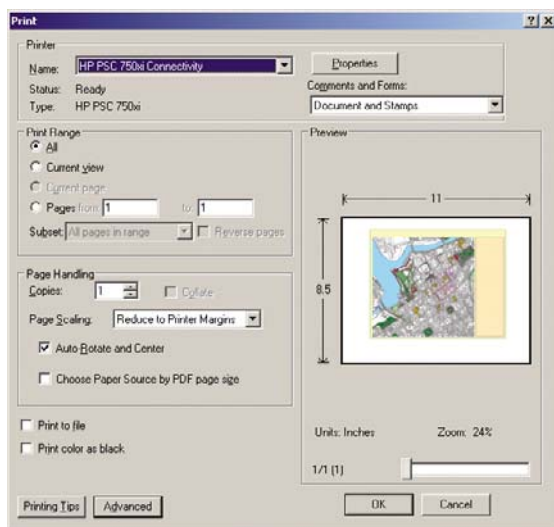 Print
Printer
Name: HP PSC 750xi Connectivity
Properties
Status: Ready
Comments and Forms:
Type: HP PSC 750xi
Document and Stamps
Print Range
All
Current view
Current page
Pages from: 1 to: 1
Subset: All pages in range Reverse pages
Page Handling
Copies: 1 Collate
Page Scaling: Reduce to Printer Margins
Auto-Rotate and Center
Choose Paper Source by PDF page size
Print to file
Print color as black
Preview
11
8.5
Units: Inches Zoom: 24%
1/1 (1)
Printing Tips Advanced OK Cancel